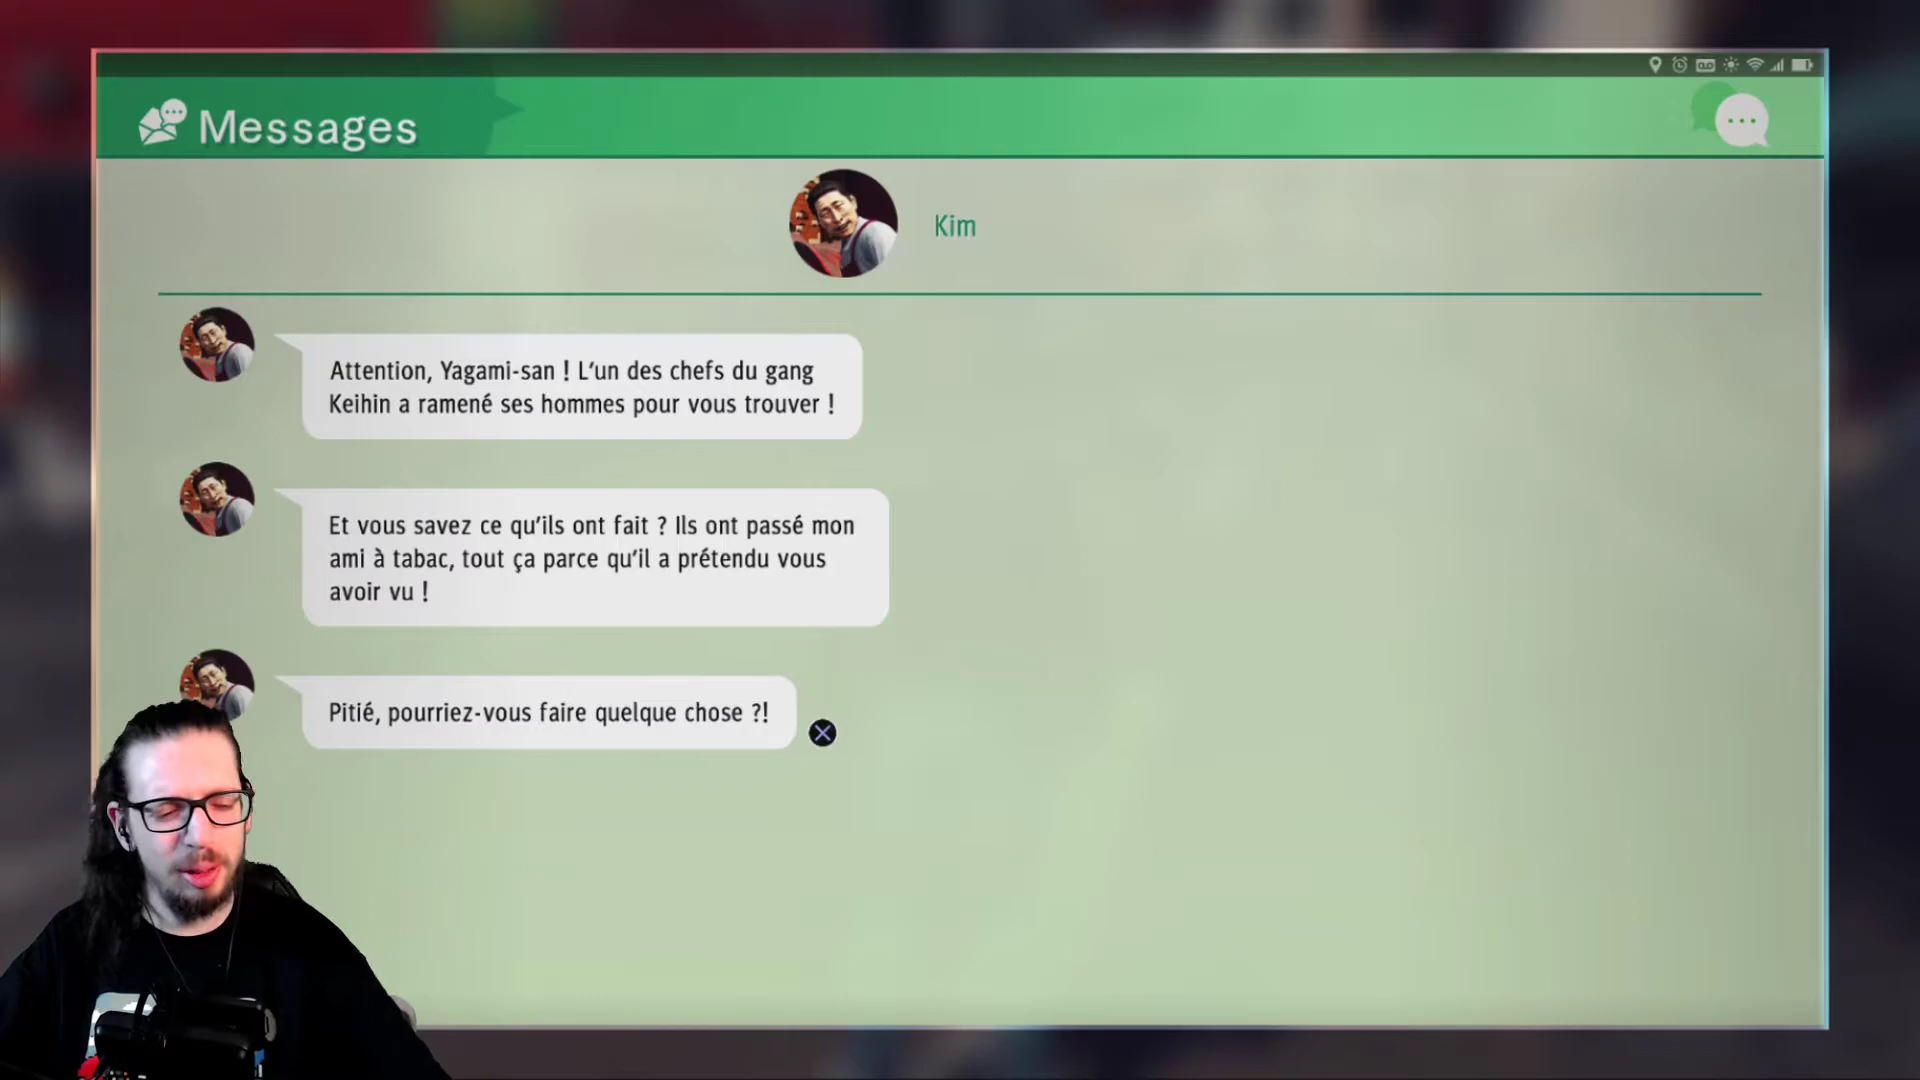 Messages
Kim
Attention, Yagami-san ! L'un des chefs du gang
Keihin a ramené ses hommes pour vous trouver !
Et vous savez ce qu'ils ont fait ? Ils ont passé mon
ami à tabac, tout ça parce qu'il a prétendu vous
avoir vu !
Pitié, pourriez-vous faire quelque chose ?!